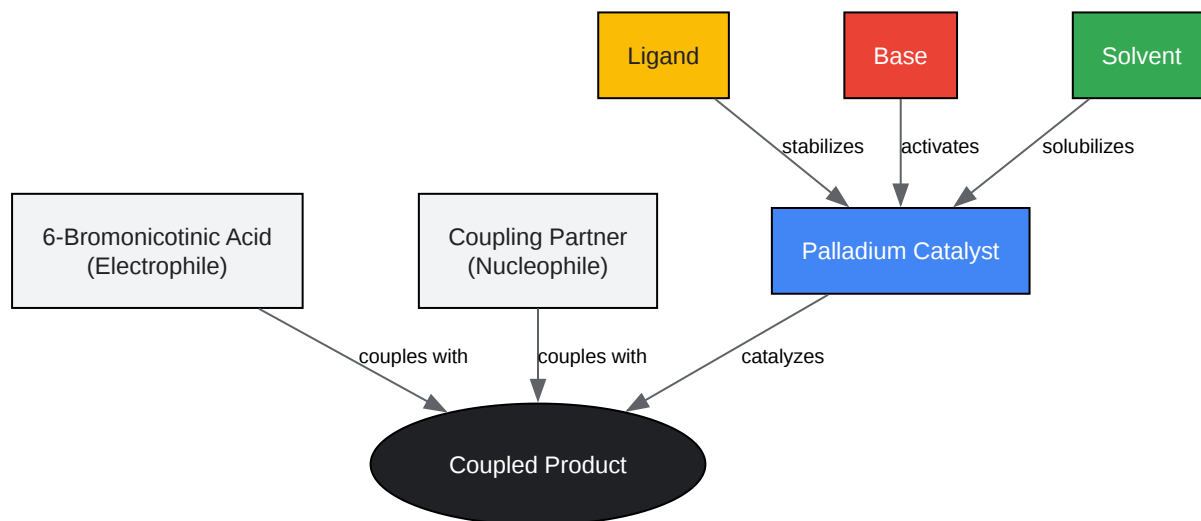 Ligand
Base
Solvent
stabilizes
activates
solubilizes
6-Bromonicotinic Acid
(Electrophile)
Coupling Partner
(Nucleophile)
Palladium Catalyst
couples with
couples with
catalyzes
Coupled Product